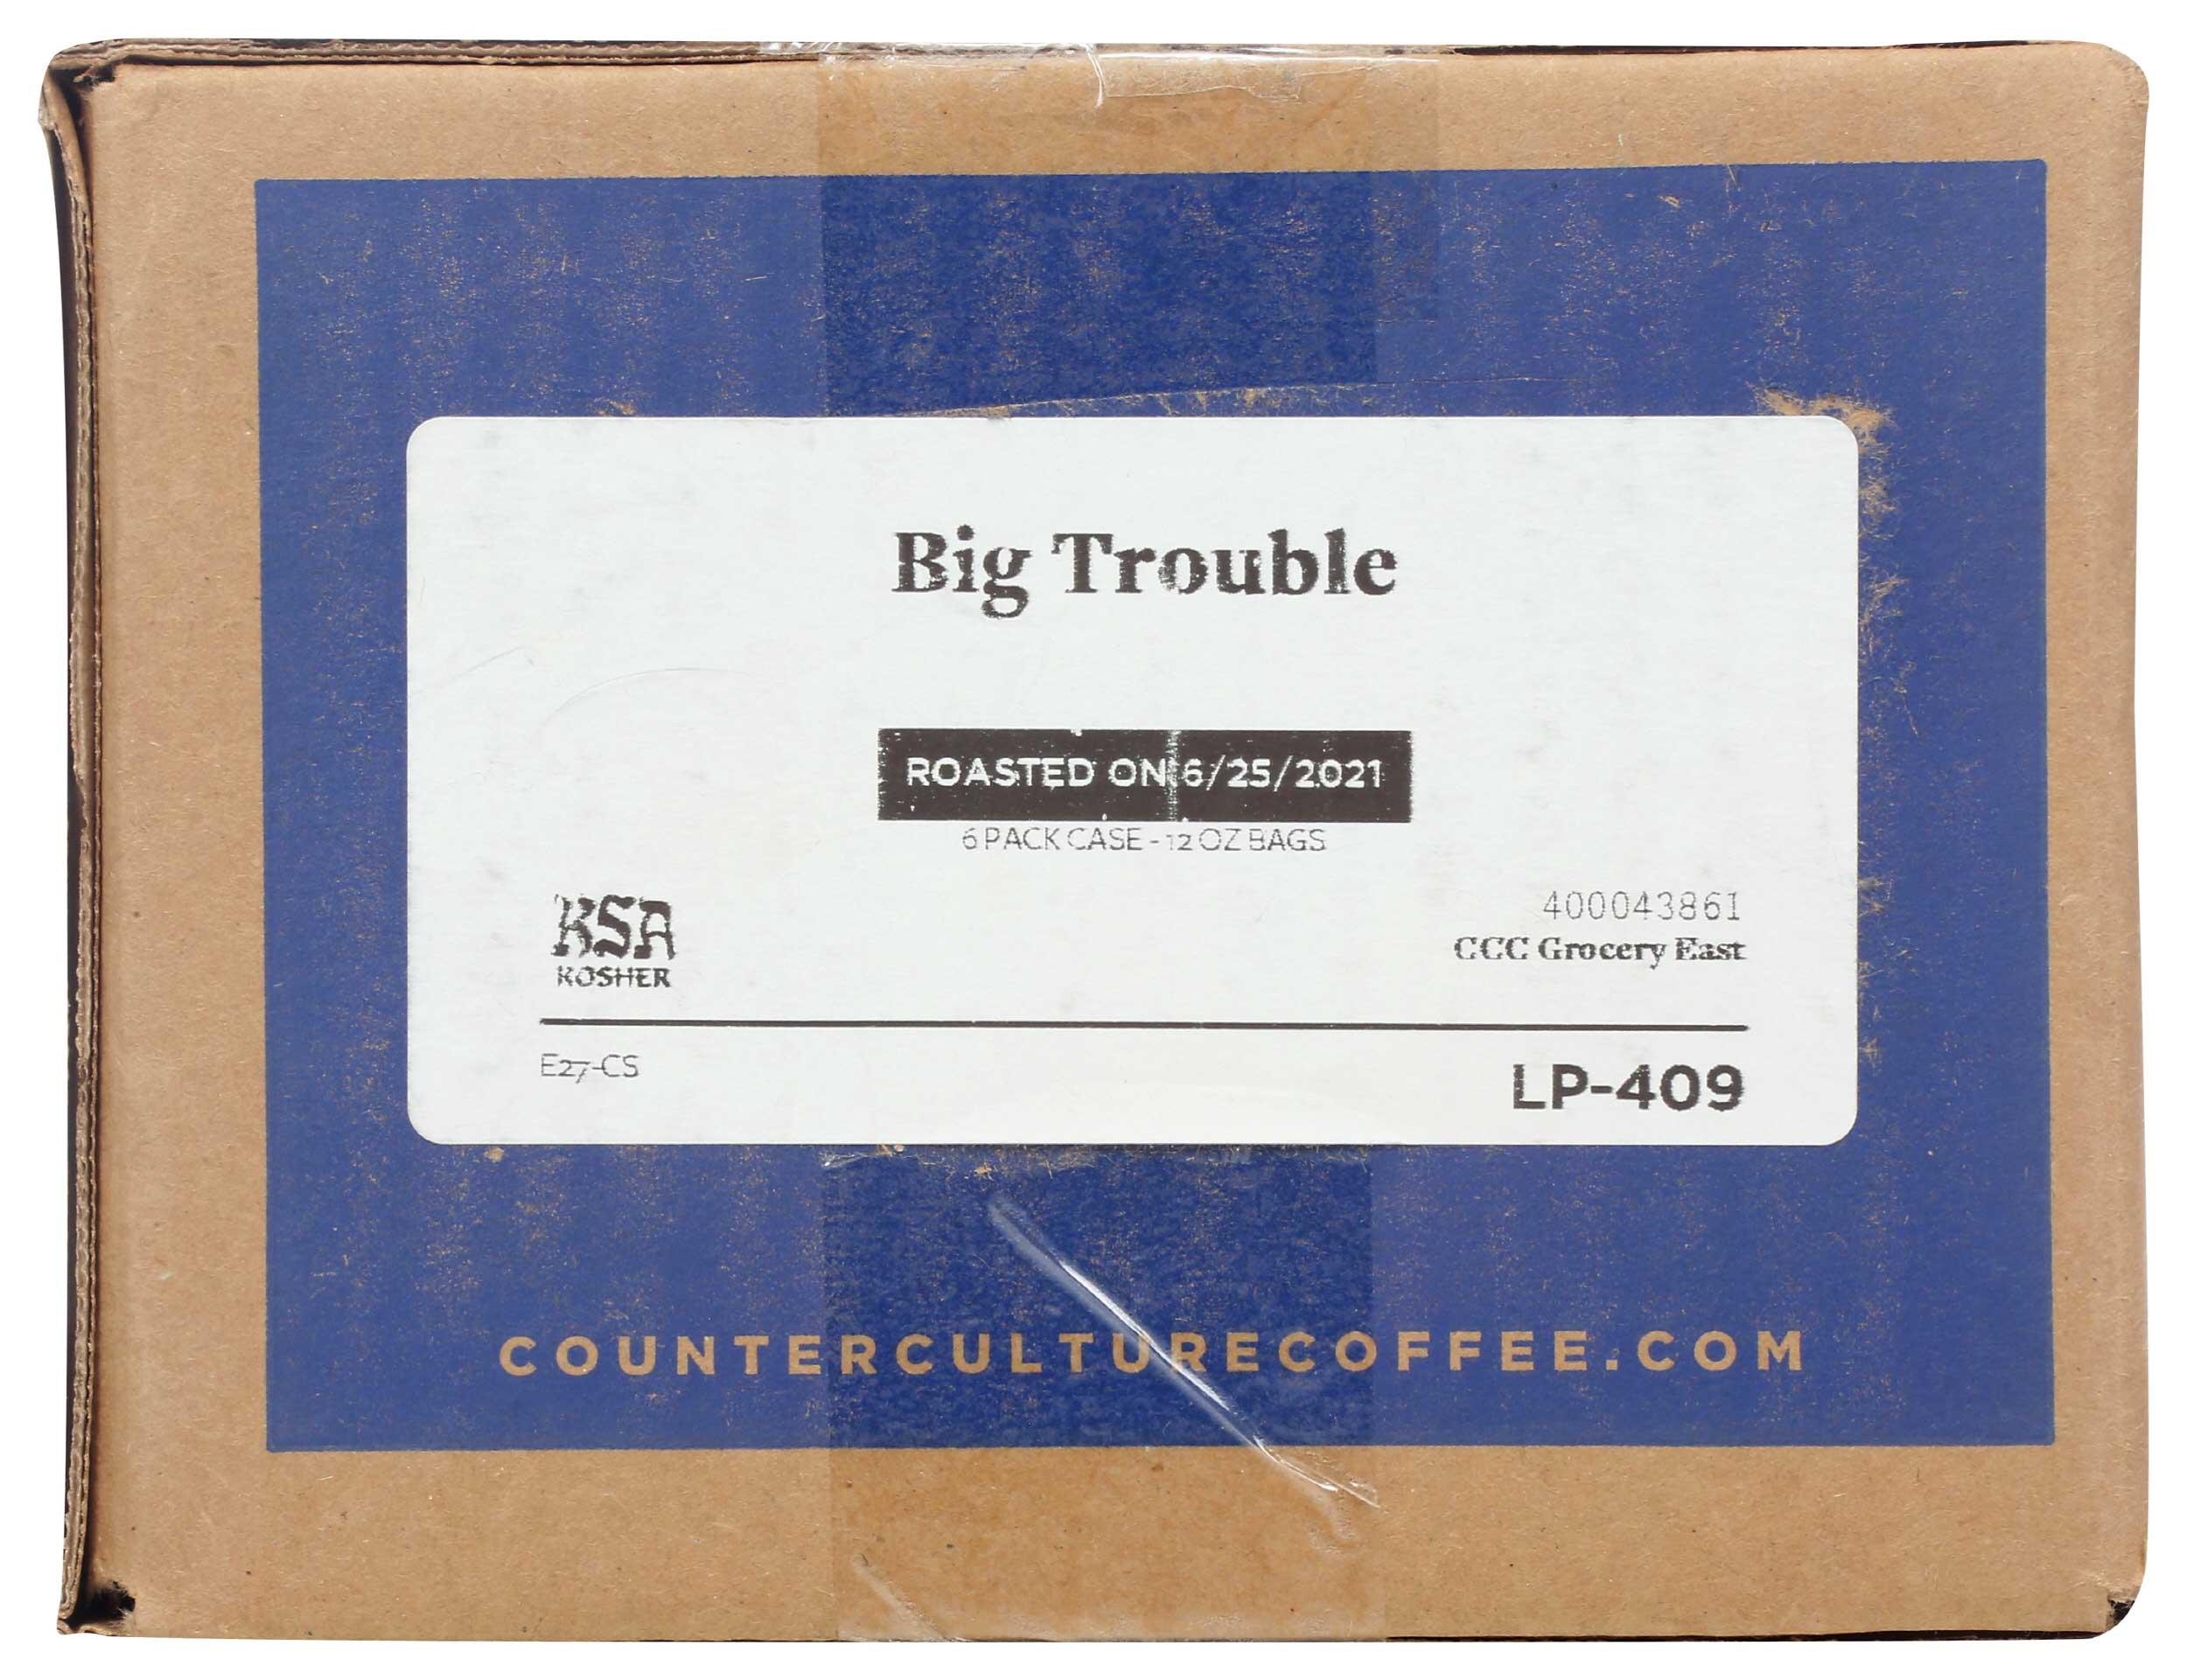 Big Trouble
ROASTED ON 6/25/2021
6 PACK CASE - 12 OZ BAGS
KSA
KOSHER
400043861
CCC Grocery East
E27-CS
LP-409
COUNTERCULTURECOFFEE.COM